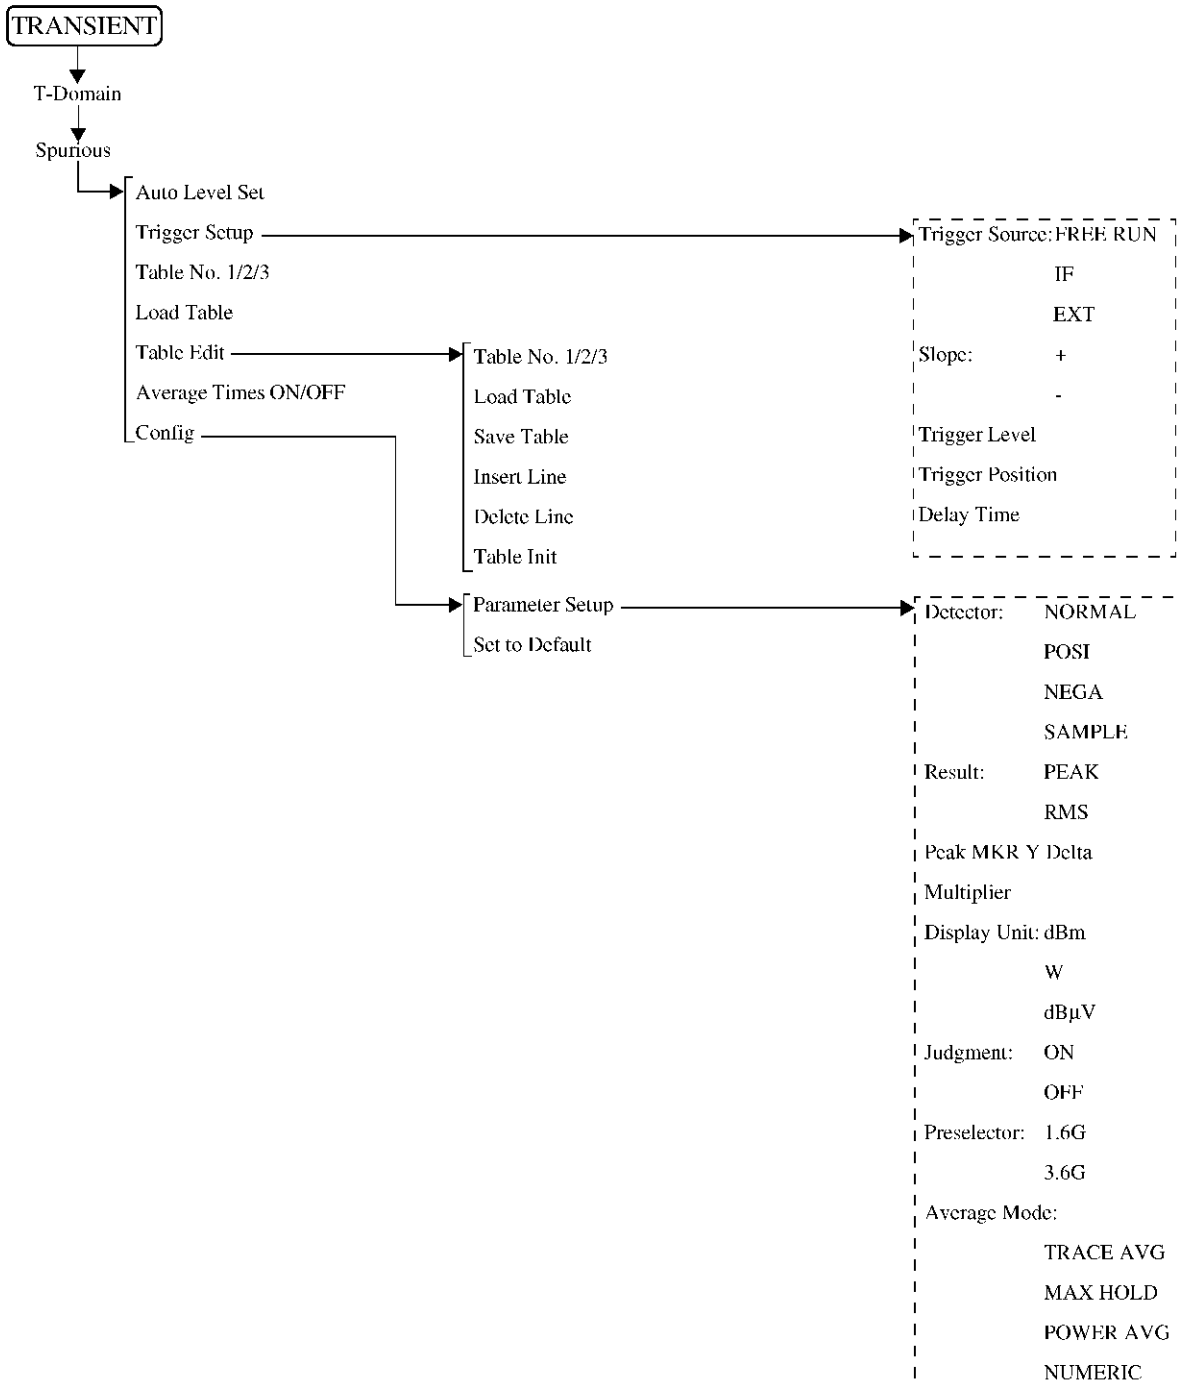 TRANSIENT
T-Domain
Spurious
Auto Level Set
Trigger Setup
Table No. 1/2/3
Load Table
Table Edit
Average Times ON/OFF
Config
Table No. 1/2/3
Load Table
Save Table
Insert Line
Delete Line
Table Init
Parameter Setup
Set to Default
Trigger Source: FREE RUN
IF
EXT
Slope: +
-
Trigger Level
Trigger Position
Delay Time
Detector: NORMAL
POSI
NEGA
SAMPLE
Result: PEAK
RMS
Peak MKR Y Delta
Multiplier
Display Unit: dBm
W
dBµV
Judgment: ON
OFF
Preselector: 1.6G
3.6G
Average Mode:
TRACE AVG
MAX HOLD
POWER AVG
NUMERIC